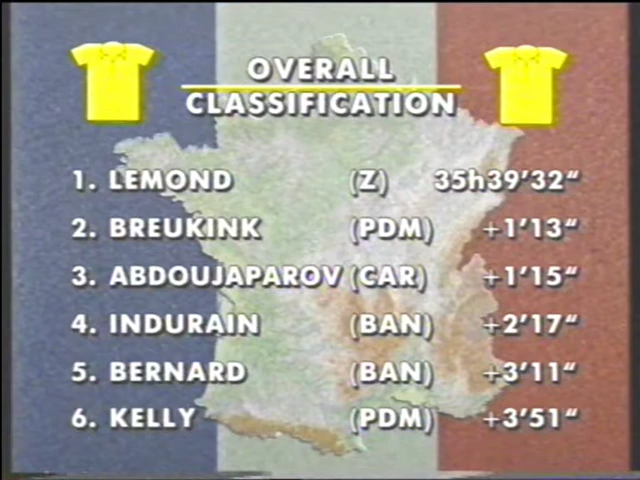 OVERALL
CLASSIFICATION
1. LEMOND (Z) 35h39'32"
2. BREUKINK (PDM) +1'13"
3. ABDOUJAPAROV (CAR) +1'15"
4. INDURAIN (BAN) +2'17"
5. BERNARD (BAN) +3'11"
6. KELLY (PDM) +3'51"